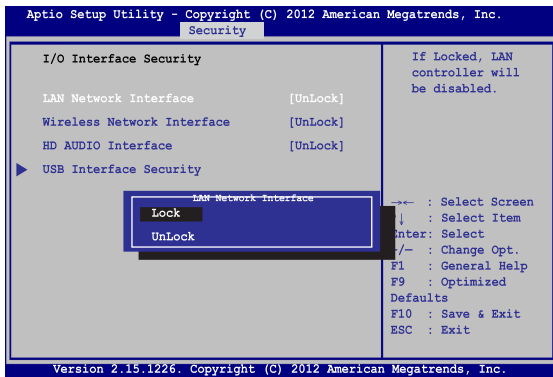 Aptio Setup Utility - Copyright (C) 2012 American Megatrends, Inc.
Security
I/O Interface Security
LAN Network Interface [UnLock]
Wireless Network Interface [UnLock]
HD AUDIO Interface [UnLock]
USB Interface Security
If Locked, LAN
controller will
be disabled.
LAN Network Interface
Lock
UnLock
→← : Select Screen
↓ : Select Item
Enter: Select
/— : Change Opt.
F1 : General Help
F9 : Optimized
Defaults
F10 : Save & Exit
ESC : Exit
Version 2.15.1226. Copyright (C) 2012 American Megatrends, Inc.